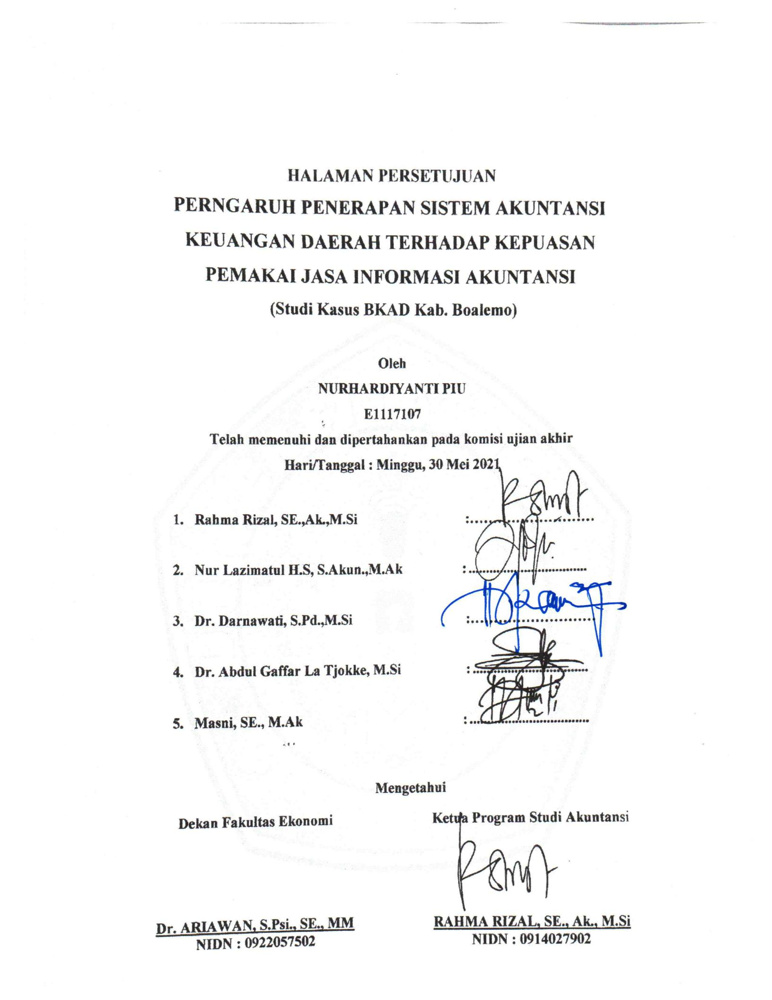 HALAMAN PERSETUJUAN
PERNGARUH PENERAPAN SISTEM AKUNTANSI
KEUANGAN DAERAH TERHADAP KEPUASAN
PEMAKAI JASA INFORMASI AKUNTANSI
(Studi Kasus BKAD Kab. Boalemo)
Oleh
NURHARDIYANTI PIU
E1117107
Telah memenuhi dan dipertahankan pada komisi ujian akhir
Hari/Tanggal : Minggu, 30 Mei 2021
1. Rahma Rizal, SE.,Ak.,M.Si :..............................
2. Nur Lazimatul H.S, S.Akun.,M.Ak :..............................
3. Dr. Darnawati, S.Pd.,M.Si :..............................
4. Dr. Abdul Gaffar La Tjokke, M.Si :..............................
5. Masni, SE., M.Ak :..............................
Mengetahui
Dekan Fakultas Ekonomi Ketua Program Studi Akuntansi
Dr. ARIAWAN, S.Psi., SE., MM RAHMA RIZAL, SE., Ak., M.Si
NIDN : 0922057502 NIDN : 0914027902